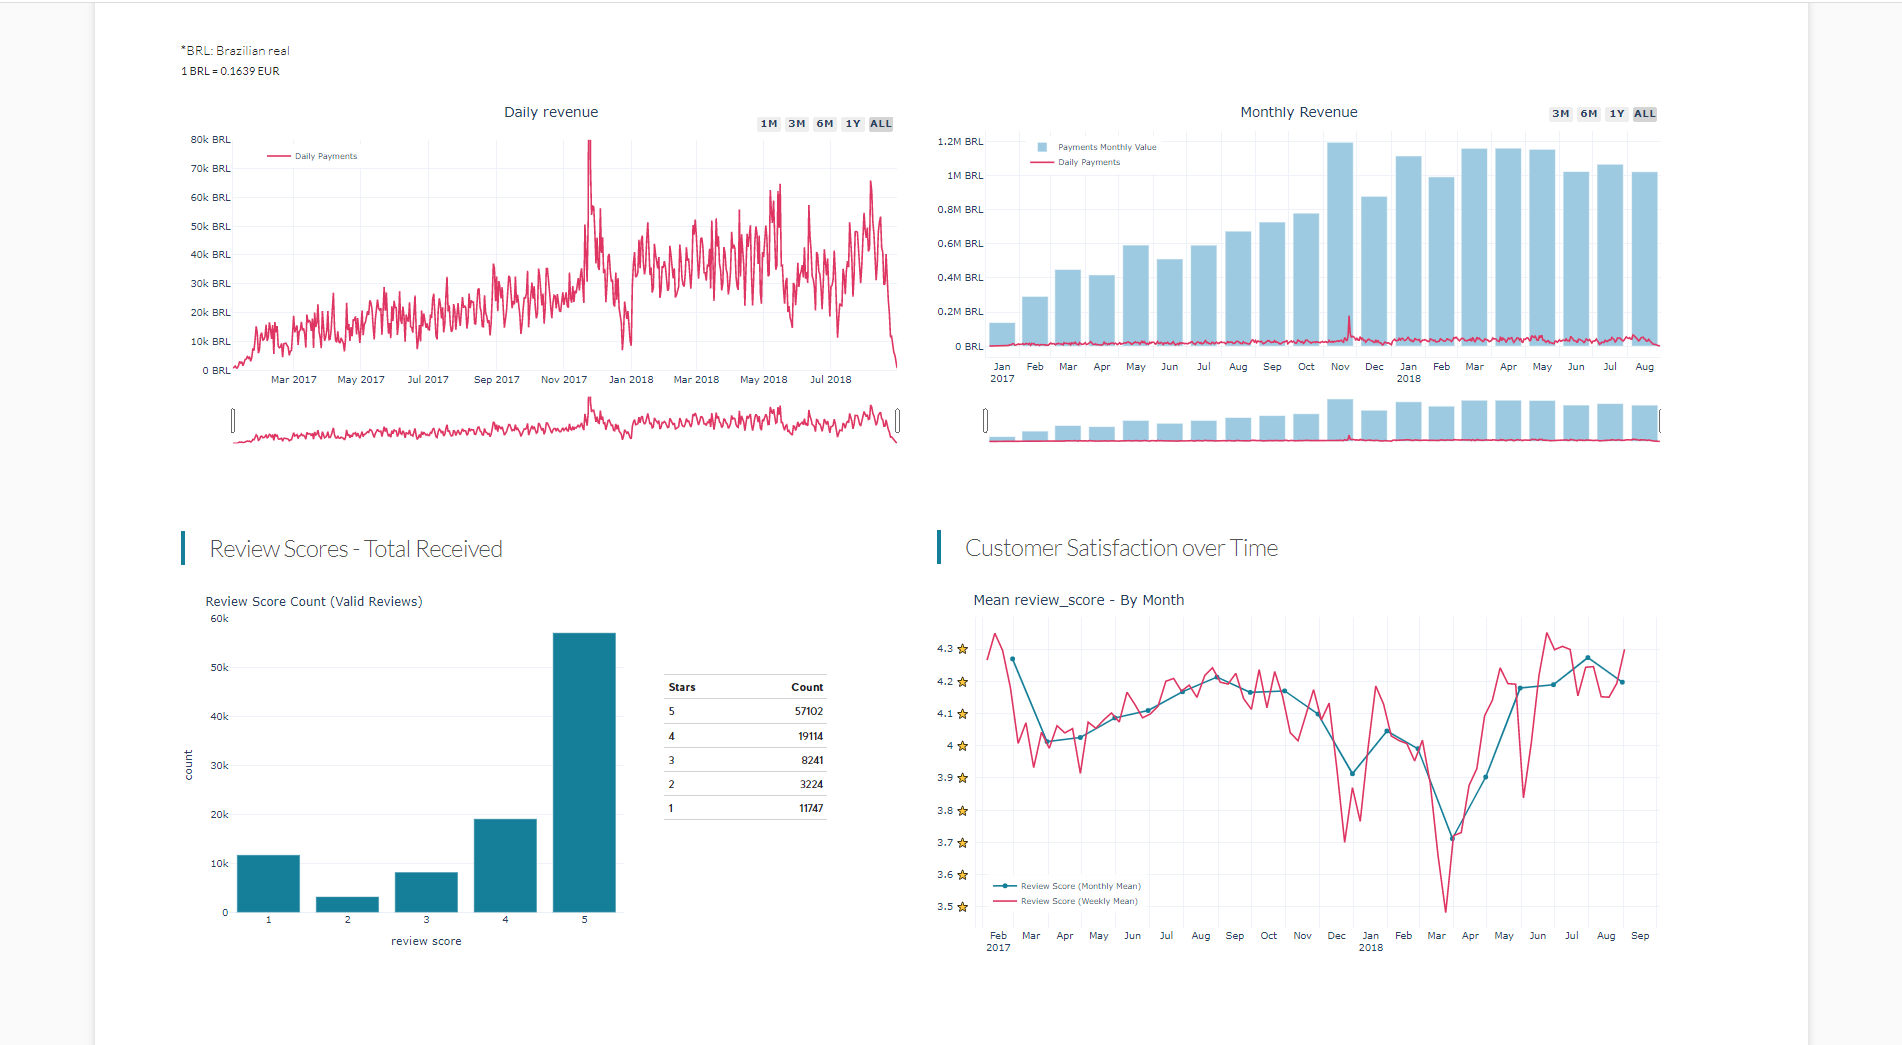 *BRL: Brazilian real
1 BRL = 0.1639 EUR
Daily revenue
1M 3M 6M 1Y ALL
Daily Payments
80k BRL
70k BRL
60k BRL
50k BRL
40k BRL
30k BRL
20k BRL
10k BRL
0 BRL
Mar 2017 May 2017 Jul 2017 Sep 2017 Nov 2017 Jan 2018 Mar 2018 May 2018 Jul 2018
Monthly Revenue
3M 6M 1Y ALL
Payments Monthly Value
Daily Payments
1.2M BRL
1M BRL
0.8M BRL
0.6M BRL
0.4M BRL
0.2M BRL
0 BRL
Jan Feb Mar Apr May Jun Jul Aug Sep Oct Nov Dec Jan Feb Mar Apr May Jun Jul Aug
2017 2018
Review Scores - Total Received
Review Score Count (Valid Reviews)
60k
50k
40k
30k
20k
10k
0
count
1 2 3 4 5
review score
Stars Count
5 57102
4 19114
3 8241
2 3224
1 11747
Customer Satisfaction over Time
Mean review_score - By Month
4.3
4.2
4.1
4
3.9
3.8
3.7
3.6
3.5
Review Score (Monthly Mean)
Review Score (Weekly Mean)
Feb Mar Apr May Jun Jul Aug Sep Oct Nov Dec Jan Feb Mar Apr May Jun Jul Aug Sep
2017 2018